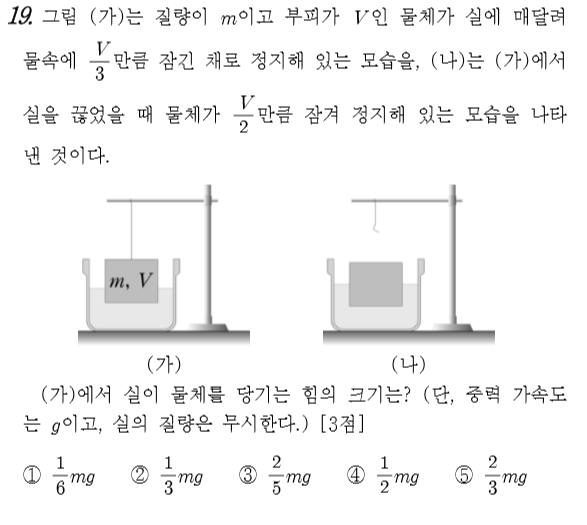 19. 그림 (가)는 질량이 m이고 부피가 V인 물체가 실에 매달려
물속에 V/3만큼 잠긴 채로 정지해 있는 모습을, (나)는 (가)에서
실을 끊었을 때 물체가 V/2만큼 잠겨 정지해 있는 모습을 나타
낸 것이다.
m, V
(가) (나)
(가)에서 실이 물체를 당기는 힘의 크기는? (단, 중력 가속도
는 g이고, 실의 질량은 무시한다.) [3점]
① 1/6mg ② 1/3mg ③ 2/5mg ④ 1/2mg ⑤ 2/3mg